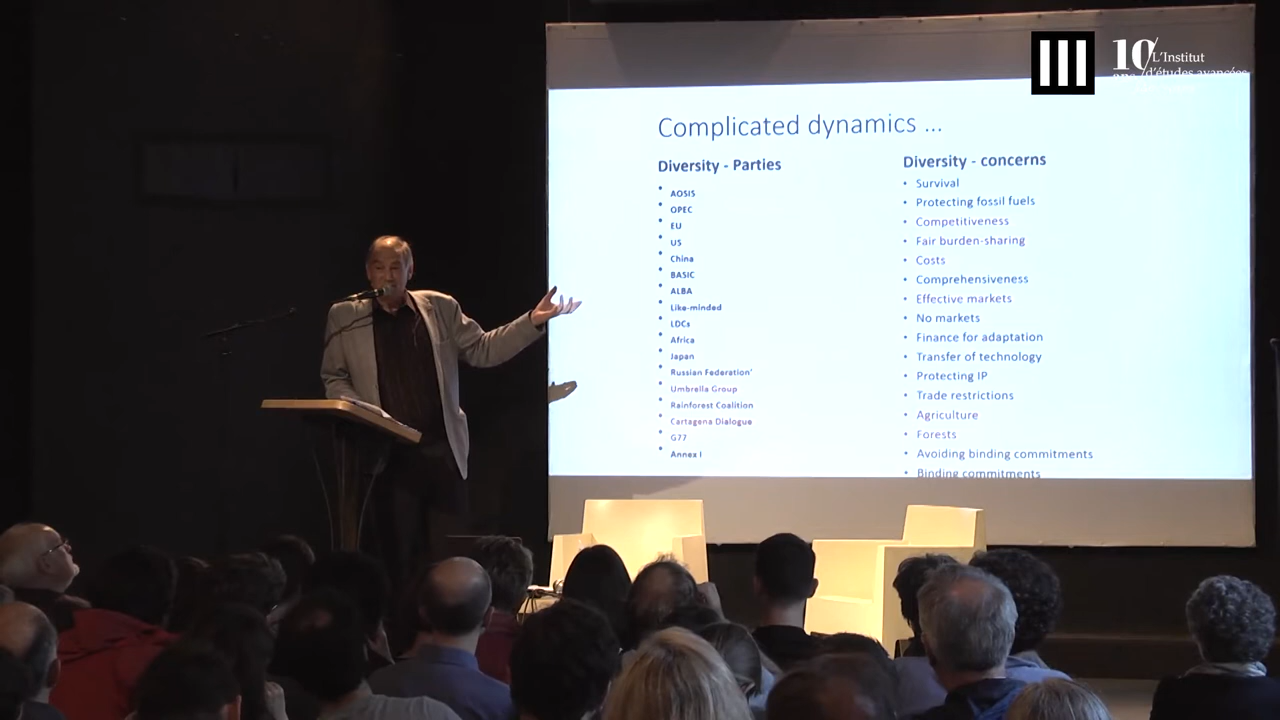 10
ans
L'Institut
d'études avancées
Complicated dynamics ...
Diversity - Parties
• AOSIS
• OPEC
• EU
• US
• China
• BASIC
• ALBA
• Like-minded
• LDCs
• Africa
• Japan
• Russian Federation'
• Umbrella Group
• Rainforest Coalition
• Cartagena Dialogue
• G77
• Annex I
Diversity - concerns
• Survival
• Protecting fossil fuels
• Competitiveness
• Fair burden-sharing
• Costs
• Comprehensiveness
• Effective markets
• No markets
• Finance for adaptation
• Transfer of technology
• Protecting IP
• Trade restrictions
• Agriculture
• Forests
• Avoiding binding commitments
• Binding commitments